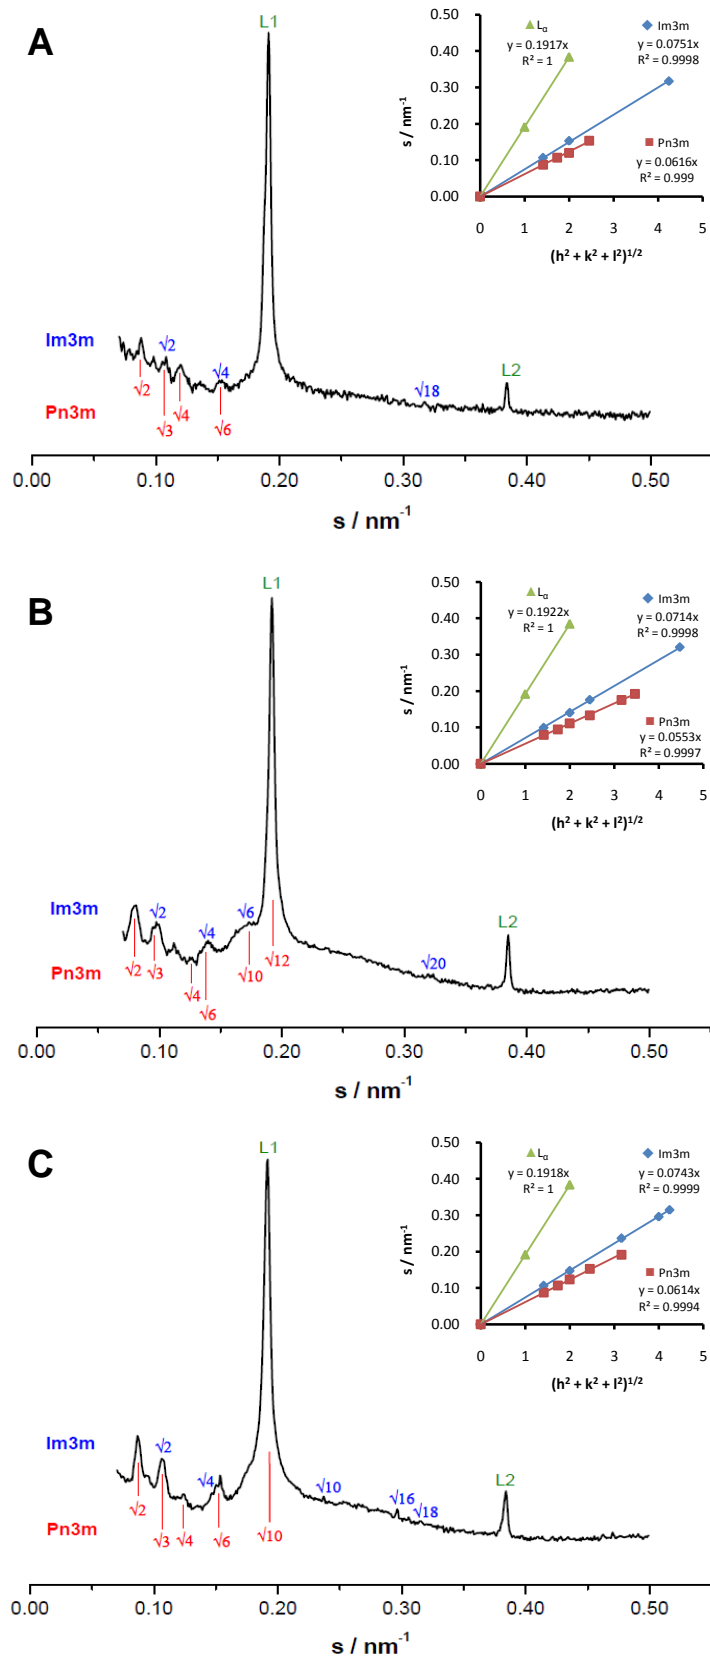 A
L1
0.50
0.40
0.30
0.20
0.10
0.00
s / nm-1
Lα
y = 0.1917x
R² = 1
Im3m
y = 0.0751x
R² = 0.9998
Pn3m
y = 0.0616x
R² = 0.999
0 1 2 3 4 5
(h² + k² + l²)1/2
Im3m
√2
√4
√18
L2
Pn3m
√2
√3
√4
√6
0.00 0.10 0.20 0.30 0.40 0.50
s / nm-1
B
L1
0.50
0.40
0.30
0.20
0.10
0.00
s / nm-1
Lα
y = 0.1922x
R² = 1
Im3m
y = 0.0714x
R² = 0.9998
Pn3m
y = 0.0553x
R² = 0.9997
0 1 2 3 4 5
(h² + k² + l²)1/2
Im3m
√2
√4
√6
√20
L2
Pn3m
√2
√3
√4
√6
√10
√12
0.00 0.10 0.20 0.30 0.40 0.50
s / nm-1
C
L1
0.50
0.40
0.30
0.20
0.10
0.00
s / nm-1
Lα
y = 0.1918x
R² = 1
Im3m
y = 0.0743x
R² = 0.9999
Pn3m
y = 0.0614x
R² = 0.9994
0 1 2 3 4 5
(h² + k² + l²)1/2
Im3m
√2
√4
√10
√16
√18
L2
Pn3m
√2
√3
√4
√6
√10
0.00 0.10 0.20 0.30 0.40 0.50
s / nm-1